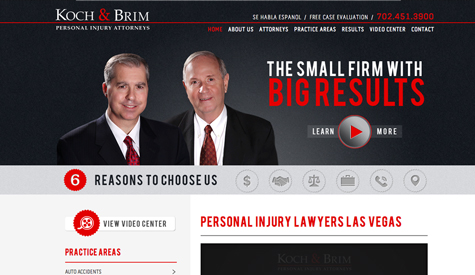 KOCH & BRIM
PERSONAL INJURY ATTORNEYS
SE HABLA ESPANOL / FREE CASE EVALUATION / 702.451.3900
HOME ABOUT US ATTORNEYS PRACTICE AREAS RESULTS VIDEO CENTER CONTACT
THE SMALL FIRM WITH
BIG RESULTS
LEARN MORE
6 REASONS TO CHOOSE US
$
VIEW VIDEO CENTER
PERSONAL INJURY LAWYERS LAS VEGAS
PRACTICE AREAS
KOCH & BRIM
AUTO ACCIDENTS